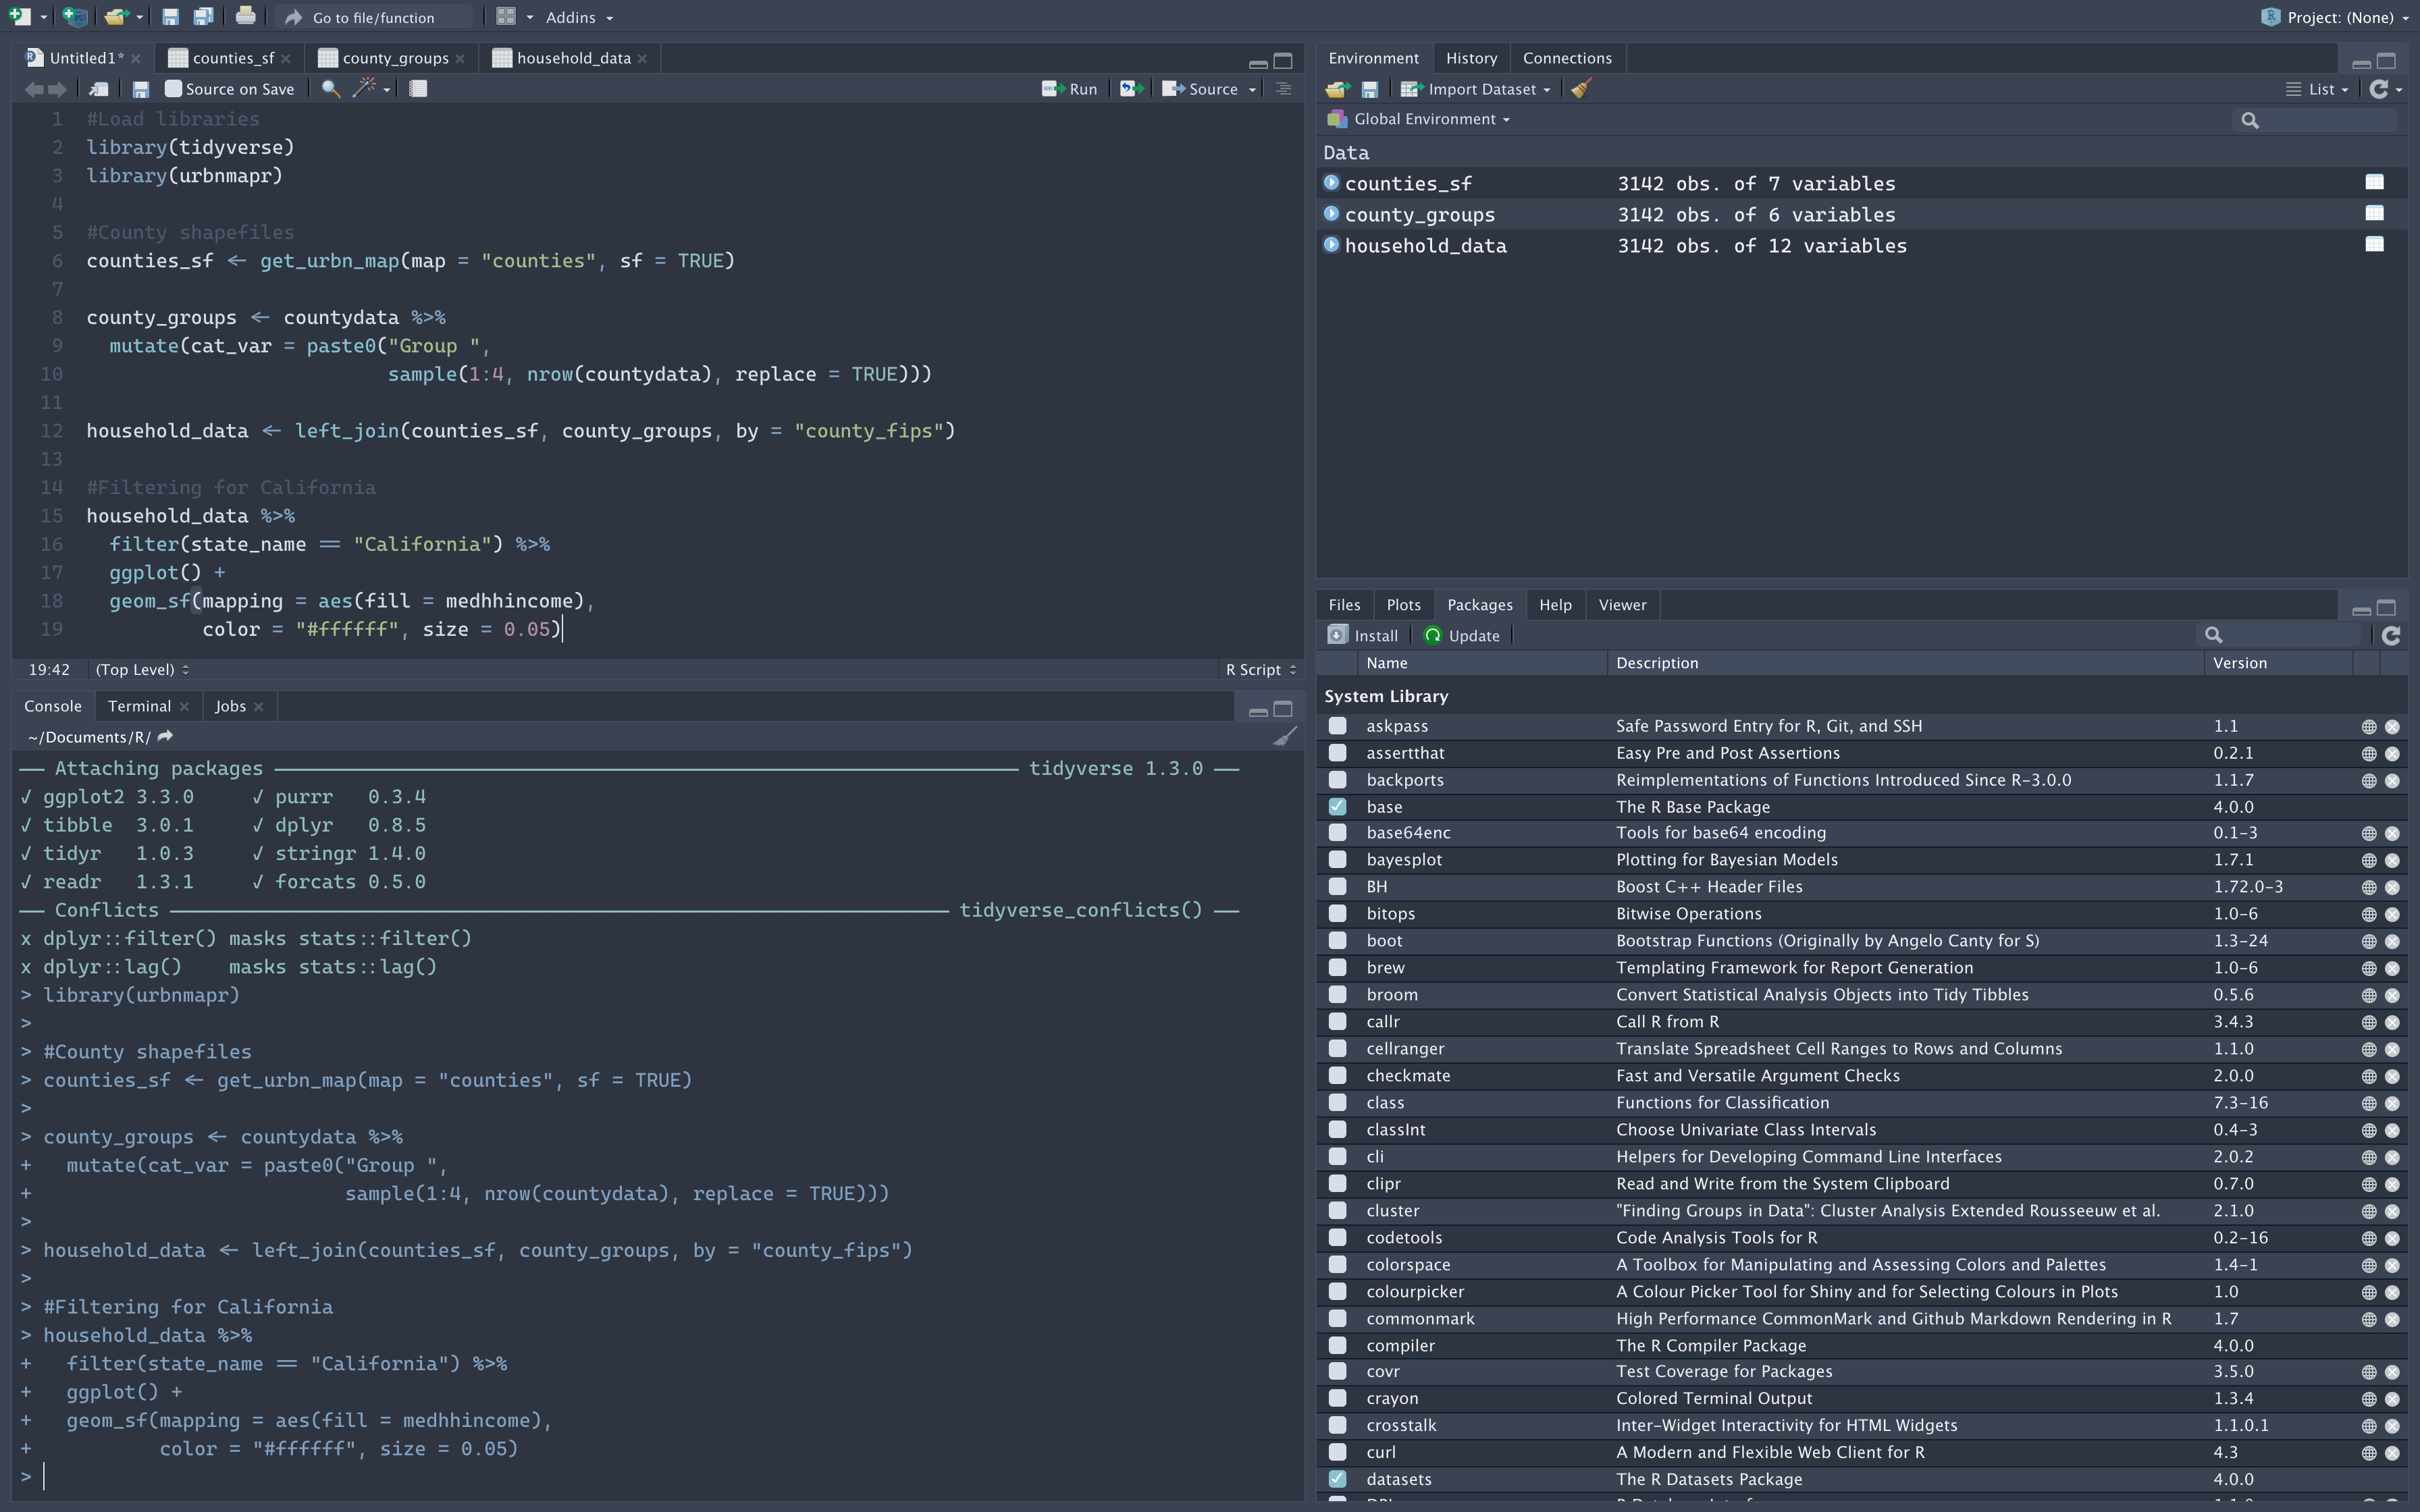 Go to file/function
Addins
Project: (None)
Untitled1*
counties_sf
county_groups
household_data
Source on Save
Run
Source
1 #Load libraries
2 library(tidyverse)
3 library(urbnmapr)
4
5 #County shapefiles
6 counties_sf <- get_urbn_map(map = "counties", sf = TRUE)
7
8 county_groups <- countydata %>%
9 mutate(cat_var = paste0("Group ",
10 sample(1:4, nrow(countydata), replace = TRUE)))
11
12 household_data <- left_join(counties_sf, county_groups, by = "county_fips")
13
14 #Filtering for California
15 household_data %>%
16 filter(state_name == "California") %>%
17 ggplot() +
18 geom_sf(mapping = aes(fill = medhhincome),
19 color = "#ffffff", size = 0.05)
19:42 (Top Level) R Script
Console Terminal Jobs
~/Documents/R/
── Attaching packages ── tidyverse 1.3.0 ──
✓ ggplot2 3.3.0 ✓ purrr 0.3.4
✓ tibble 3.0.1 ✓ dplyr 0.8.5
✓ tidyr 1.0.3 ✓ stringr 1.4.0
✓ readr 1.3.1 ✓ forcats 0.5.0
── Conflicts ── tidyverse_conflicts() ──
x dplyr::filter() masks stats::filter()
x dplyr::lag() masks stats::lag()
> library(urbnmapr)
>
> #County shapefiles
> counties_sf <- get_urbn_map(map = "counties", sf = TRUE)
>
> county_groups <- countydata %>%
+ mutate(cat_var = paste0("Group ",
+ sample(1:4, nrow(countydata), replace = TRUE)))
>
> household_data <- left_join(counties_sf, county_groups, by = "county_fips")
>
> #Filtering for California
> household_data %>%
+ filter(state_name == "California") %>%
+ ggplot() +
+ geom_sf(mapping = aes(fill = medhhincome),
+ color = "#ffffff", size = 0.05)
>
Environment History Connections
Import Dataset
List
Global Environment
Data
counties_sf 3142 obs. of 7 variables
county_groups 3142 obs. of 6 variables
household_data 3142 obs. of 12 variables
Files Plots Packages Help Viewer
Install Update
Name Description Version
System Library
askpass Safe Password Entry for R, Git, and SSH 1.1
assertthat Easy Pre and Post Assertions 0.2.1
backports Reimplementations of Functions Introduced Since R-3.0.0 1.1.7
base The R Base Package 4.0.0
base64enc Tools for base64 encoding 0.1-3
bayesplot Plotting for Bayesian Models 1.7.1
BH Boost C++ Header Files 1.72.0-3
bitops Bitwise Operations 1.0-6
boot Bootstrap Functions (Originally by Angelo Canty for S) 1.3-24
brew Templating Framework for Report Generation 1.0-6
broom Convert Statistical Analysis Objects into Tidy Tibbles 0.5.6
callr Call R from R 3.4.3
cellranger Translate Spreadsheet Cell Ranges to Rows and Columns 1.1.0
checkmate Fast and Versatile Argument Checks 2.0.0
class Functions for Classification 7.3-16
classInt Choose Univariate Class Intervals 0.4-3
cli Helpers for Developing Command Line Interfaces 2.0.2
clipr Read and Write from the System Clipboard 0.7.0
cluster "Finding Groups in Data": Cluster Analysis Extended Rousseeuw et al. 2.1.0
codetools Code Analysis Tools for R 0.2-16
colorspace A Toolbox for Manipulating and Assessing Colors and Palettes 1.4-1
colourpicker A Colour Picker Tool for Shiny and for Selecting Colours in Plots 1.0
commonmark High Performance CommonMark and Github Markdown Rendering in R 1.7
compiler The R Compiler Package 4.0.0
covr Test Coverage for Packages 3.5.0
crayon Colored Terminal Output 1.3.4
crosstalk Inter-Widget Interactivity for HTML Widgets 1.1.0.1
curl A Modern and Flexible Web Client for R 4.3
datasets The R Datasets Package 4.0.0